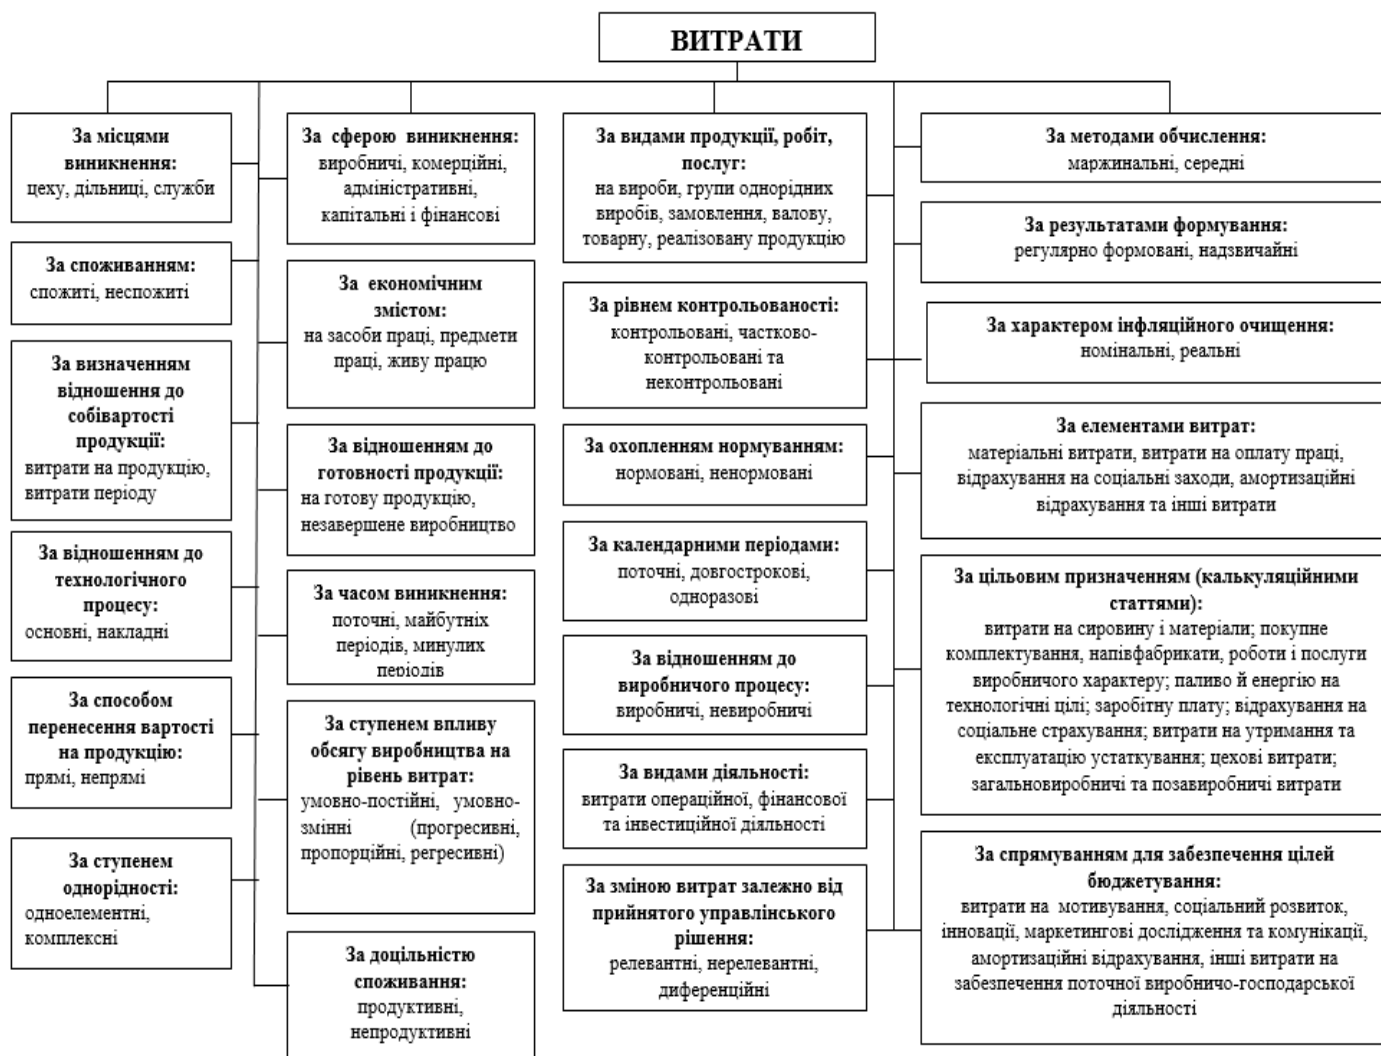 ВИТРАТИ
За місцями
виникнення:
цеху, дільниці, служби
За споживанням:
спожиті, неспожиті
За визначенням
відношення до
собівартості
продукції:
витрати на продукцію,
витрати періоду
За відношенням до
технологічного
процесу:
основні, накладні
За способом
перенесення вартості
на продукцію:
прямі, непрямі
За ступенем
однорідності:
одноелементні,
комплексні
За сферою виникнення:
виробничі, комерційні,
адміністративні,
капітальні і фінансові
За економічним
змістом:
на засоби праці, предмети
праці, живу працю
За відношенням до
готовності продукції:
на готову продукцію,
незавершене виробництво
За часом виникнення:
поточні, майбутніх
періодів, минулих
періодів
За ступенем впливу
обсягу виробництва на
рівень витрат:
умовно-постійні, умовно-
змінні (прогресивні,
пропорційні, регресивні)
За доцільністю
споживання:
продуктивні,
непродуктивні
За видами продукції, робіт,
послуг:
на вироби, групи однорідних
виробів, замовлення, валову,
товарну, реалізовану продукцію
За рівнем контрольованості:
контрольовані, частково-
контрольовані та
неконтрольовані
За охопленням нормуванням:
нормовані, ненормовані
За календарними періодами:
поточні, довгострокові,
одноразові
За відношенням до
виробничого процесу:
виробничі, невиробничі
За видами діяльності:
витрати операційної, фінансової
та інвестиційної діяльності
За зміною витрат залежно від
прийнятого управлінського
рішення:
релевантні, нерелевантні,
диференційні
За методами обчислення:
маржинальні, середні
За результатами формування:
регулярно формовані, надзвичайні
За характером інфляційного очищення:
номінальні, реальні
За елементами витрат:
матеріальні витрати, витрати на оплату праці,
відрахування на соціальні заходи, амортизаційні
відрахування та інші витрати
За цільовим призначенням (калькуляційними
статтями):
витрати на сировину і матеріали; покупне
комплектування, напівфабрикати, роботи і послуги
виробничого характеру; паливо й енергію на
технологічні цілі; заробітну плату; відрахування на
соціальне страхування; витрати на утримання та
експлуатацію устаткування; цехові витрати;
загальновиробничі та позавиробничі витрати
За спрямуванням для забезпечення цілей
бюджетування:
витрати на мотивування, соціальний розвиток,
інновації, маркетингові дослідження та комунікації,
амортизаційні відрахування, інші витрати на
забезпечення поточної виробничо-господарської
діяльності